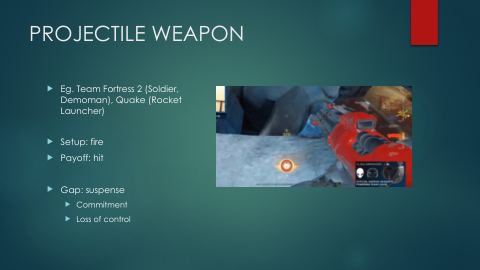 PROJECTILE WEAPON
Eg. Team Fortress 2 (Soldier,
Demoman), Quake (Rocket
Launcher)
Setup: fire
Payoff: hit
Gap: suspense
Commitment
Loss of control